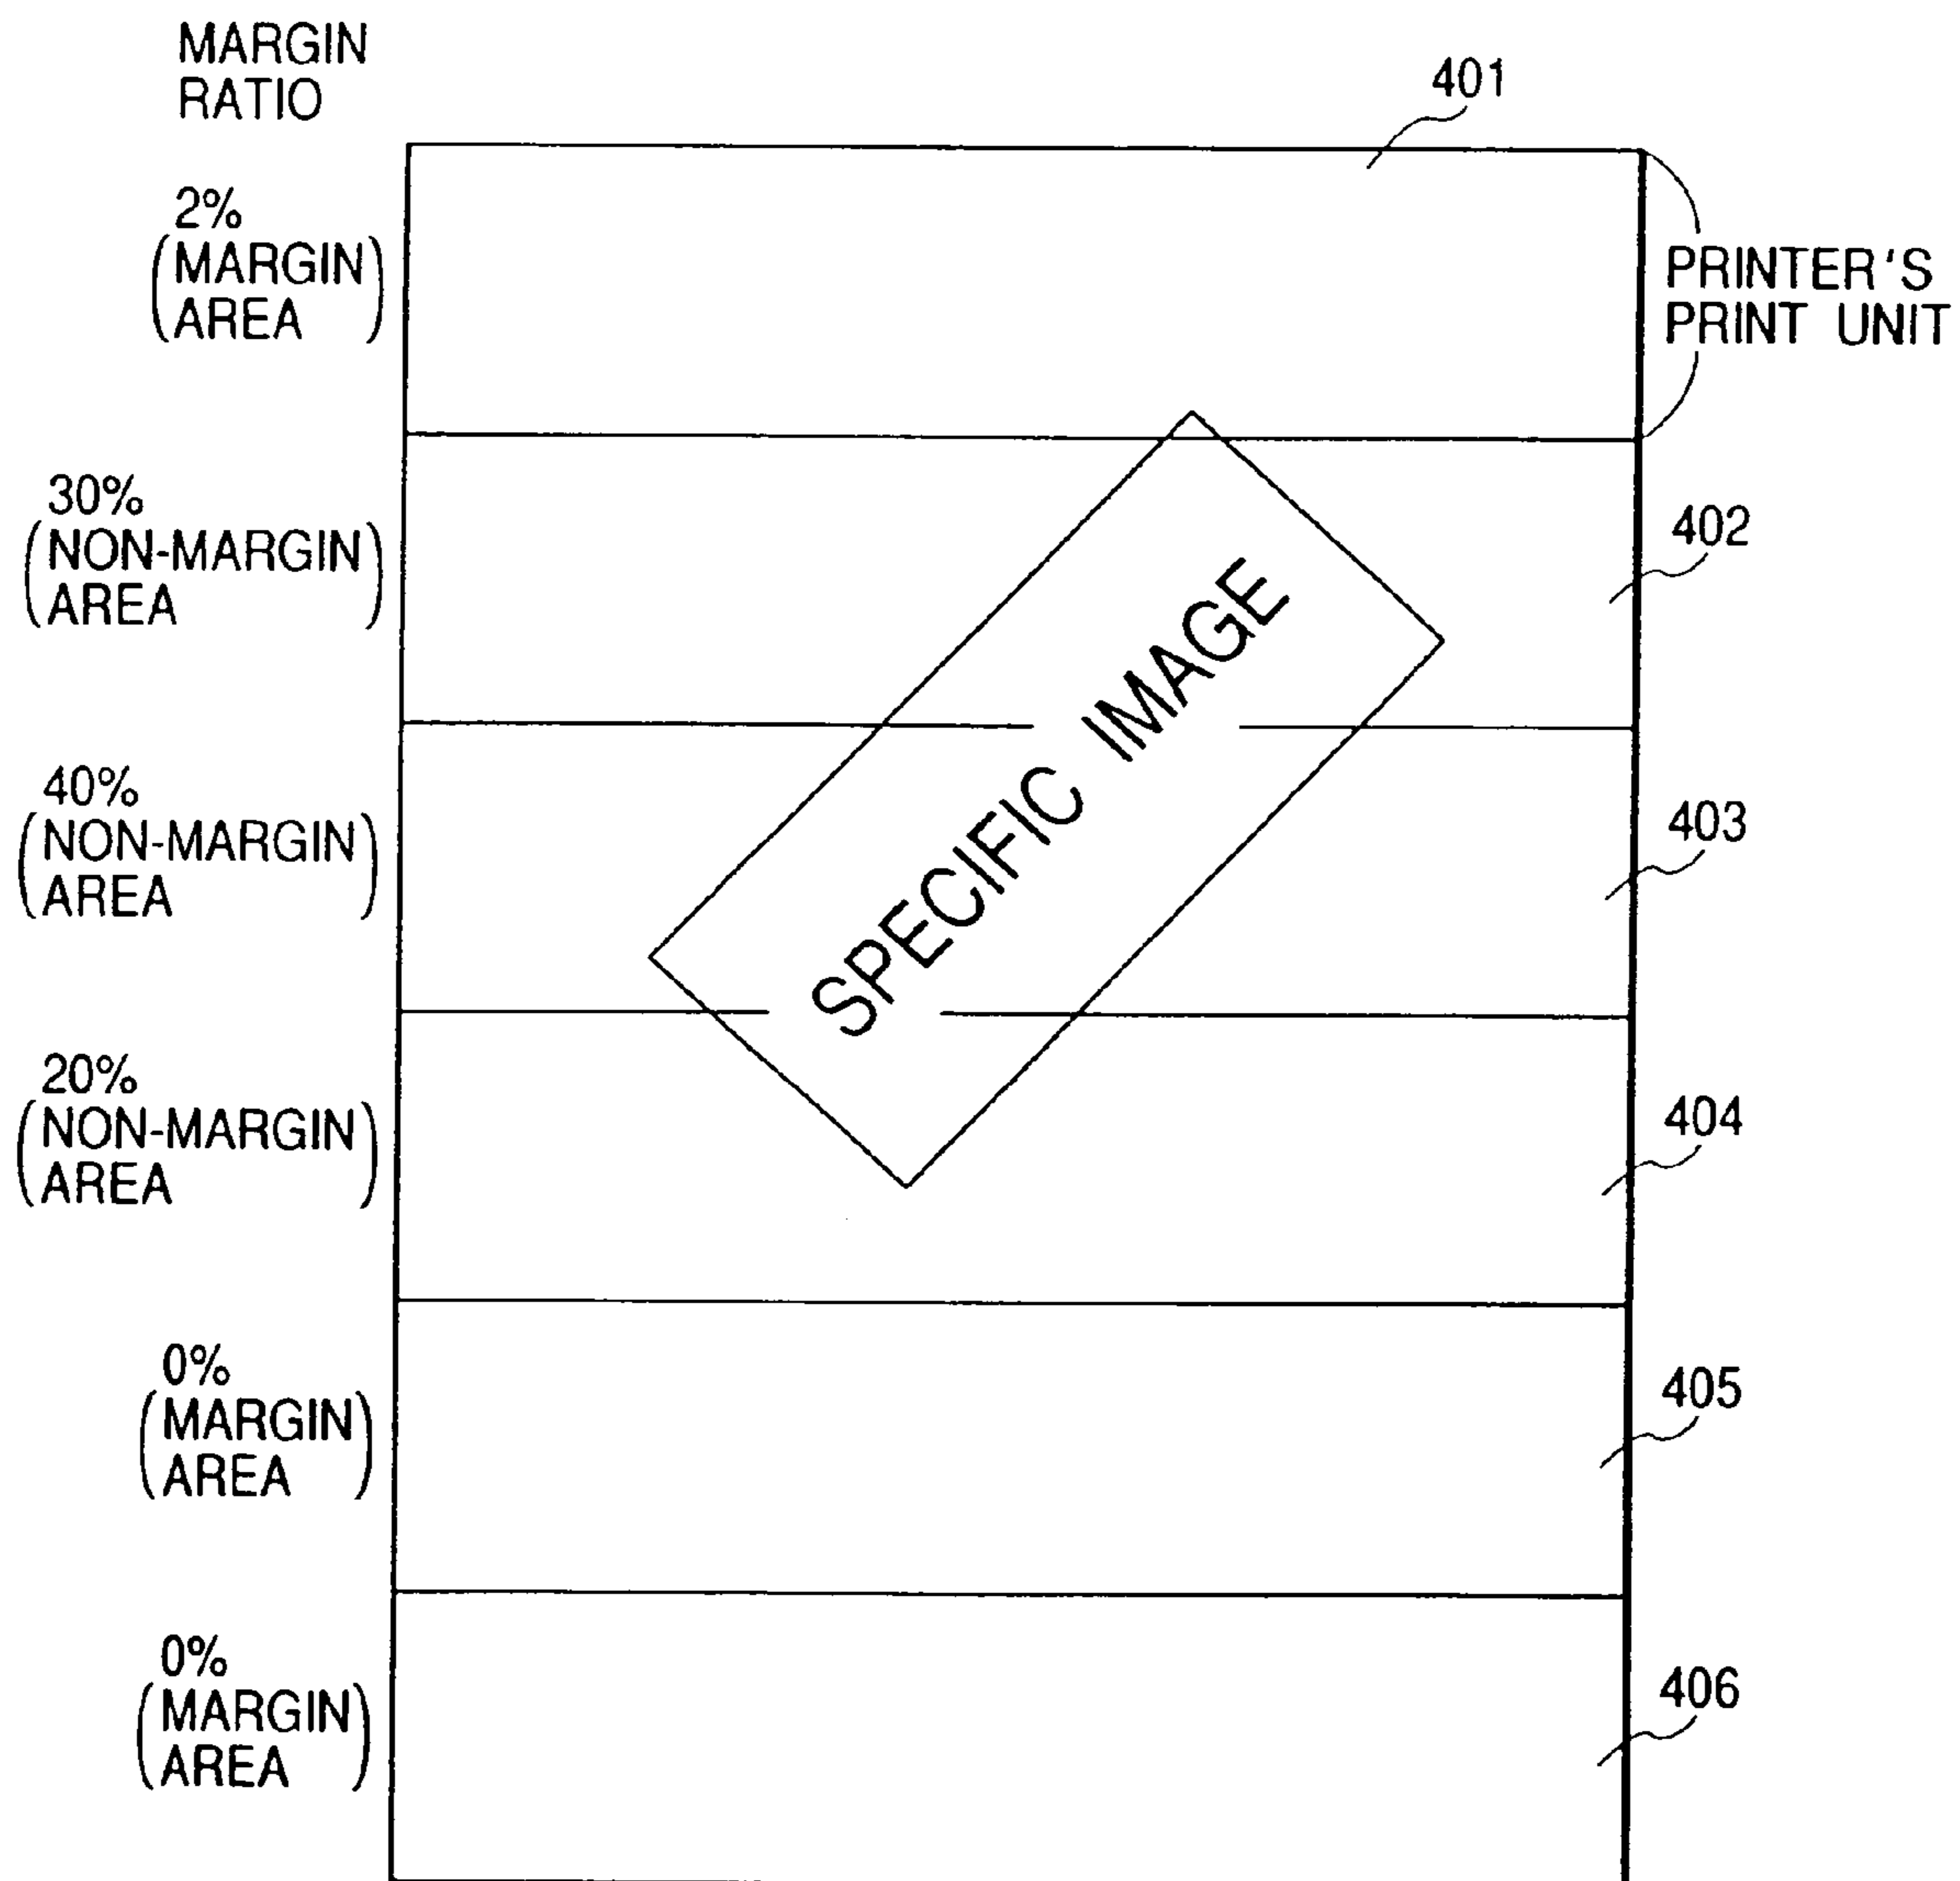 MARGIN
RATIO
401
2%
(MARGIN
AREA)
PRINTER'S
PRINT UNIT
30%
(NON-MARGIN
AREA)
402
SPECIFIC IMAGE
40%
(NON-MARGIN
AREA)
403
20%
(NON-MARGIN
AREA)
404
0%
(MARGIN
AREA)
405
0%
(MARGIN
AREA)
406